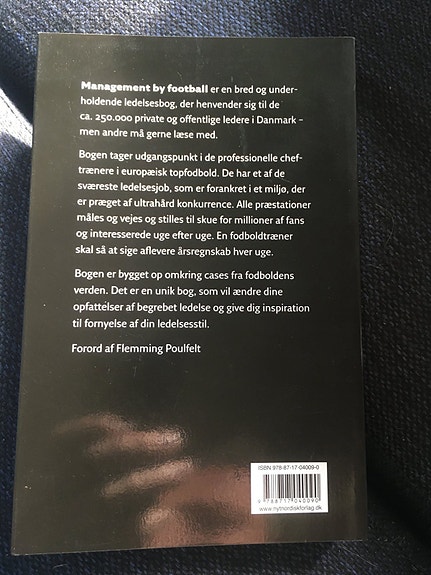 Management by football er en bred og under-
holdende ledelsesbog, der henvender sig til de
ca. 250.000 private og offentlige ledere i Danmark –
men andre må gerne læse med.
Bogen tager udgangspunkt i de professionelle chef-
trænere i europæisk topfodbold. De har et af de
sværeste ledelsesjob, som er forankret i et miljø, der
er præget af ultrahård konkurrence. Alle præstationer
måles og vejes og stilles til skue for millioner af fans
og interesserede uge efter uge. En fodboldtræner
skal så at sige aflevere årsregnskab hver uge.
Bogen er bygget op omkring cases fra fodboldens
verden. Det er en unik bog, som vil ændre dine
opfattelser af begrebet ledelse og give dig inspiration
til fornyelse af din ledelsesstil.
Forord af Flemming Poulfelt
ISBN 978-87-17-04009-0
9 788717 040090
www.nytnordiskforlag.dk